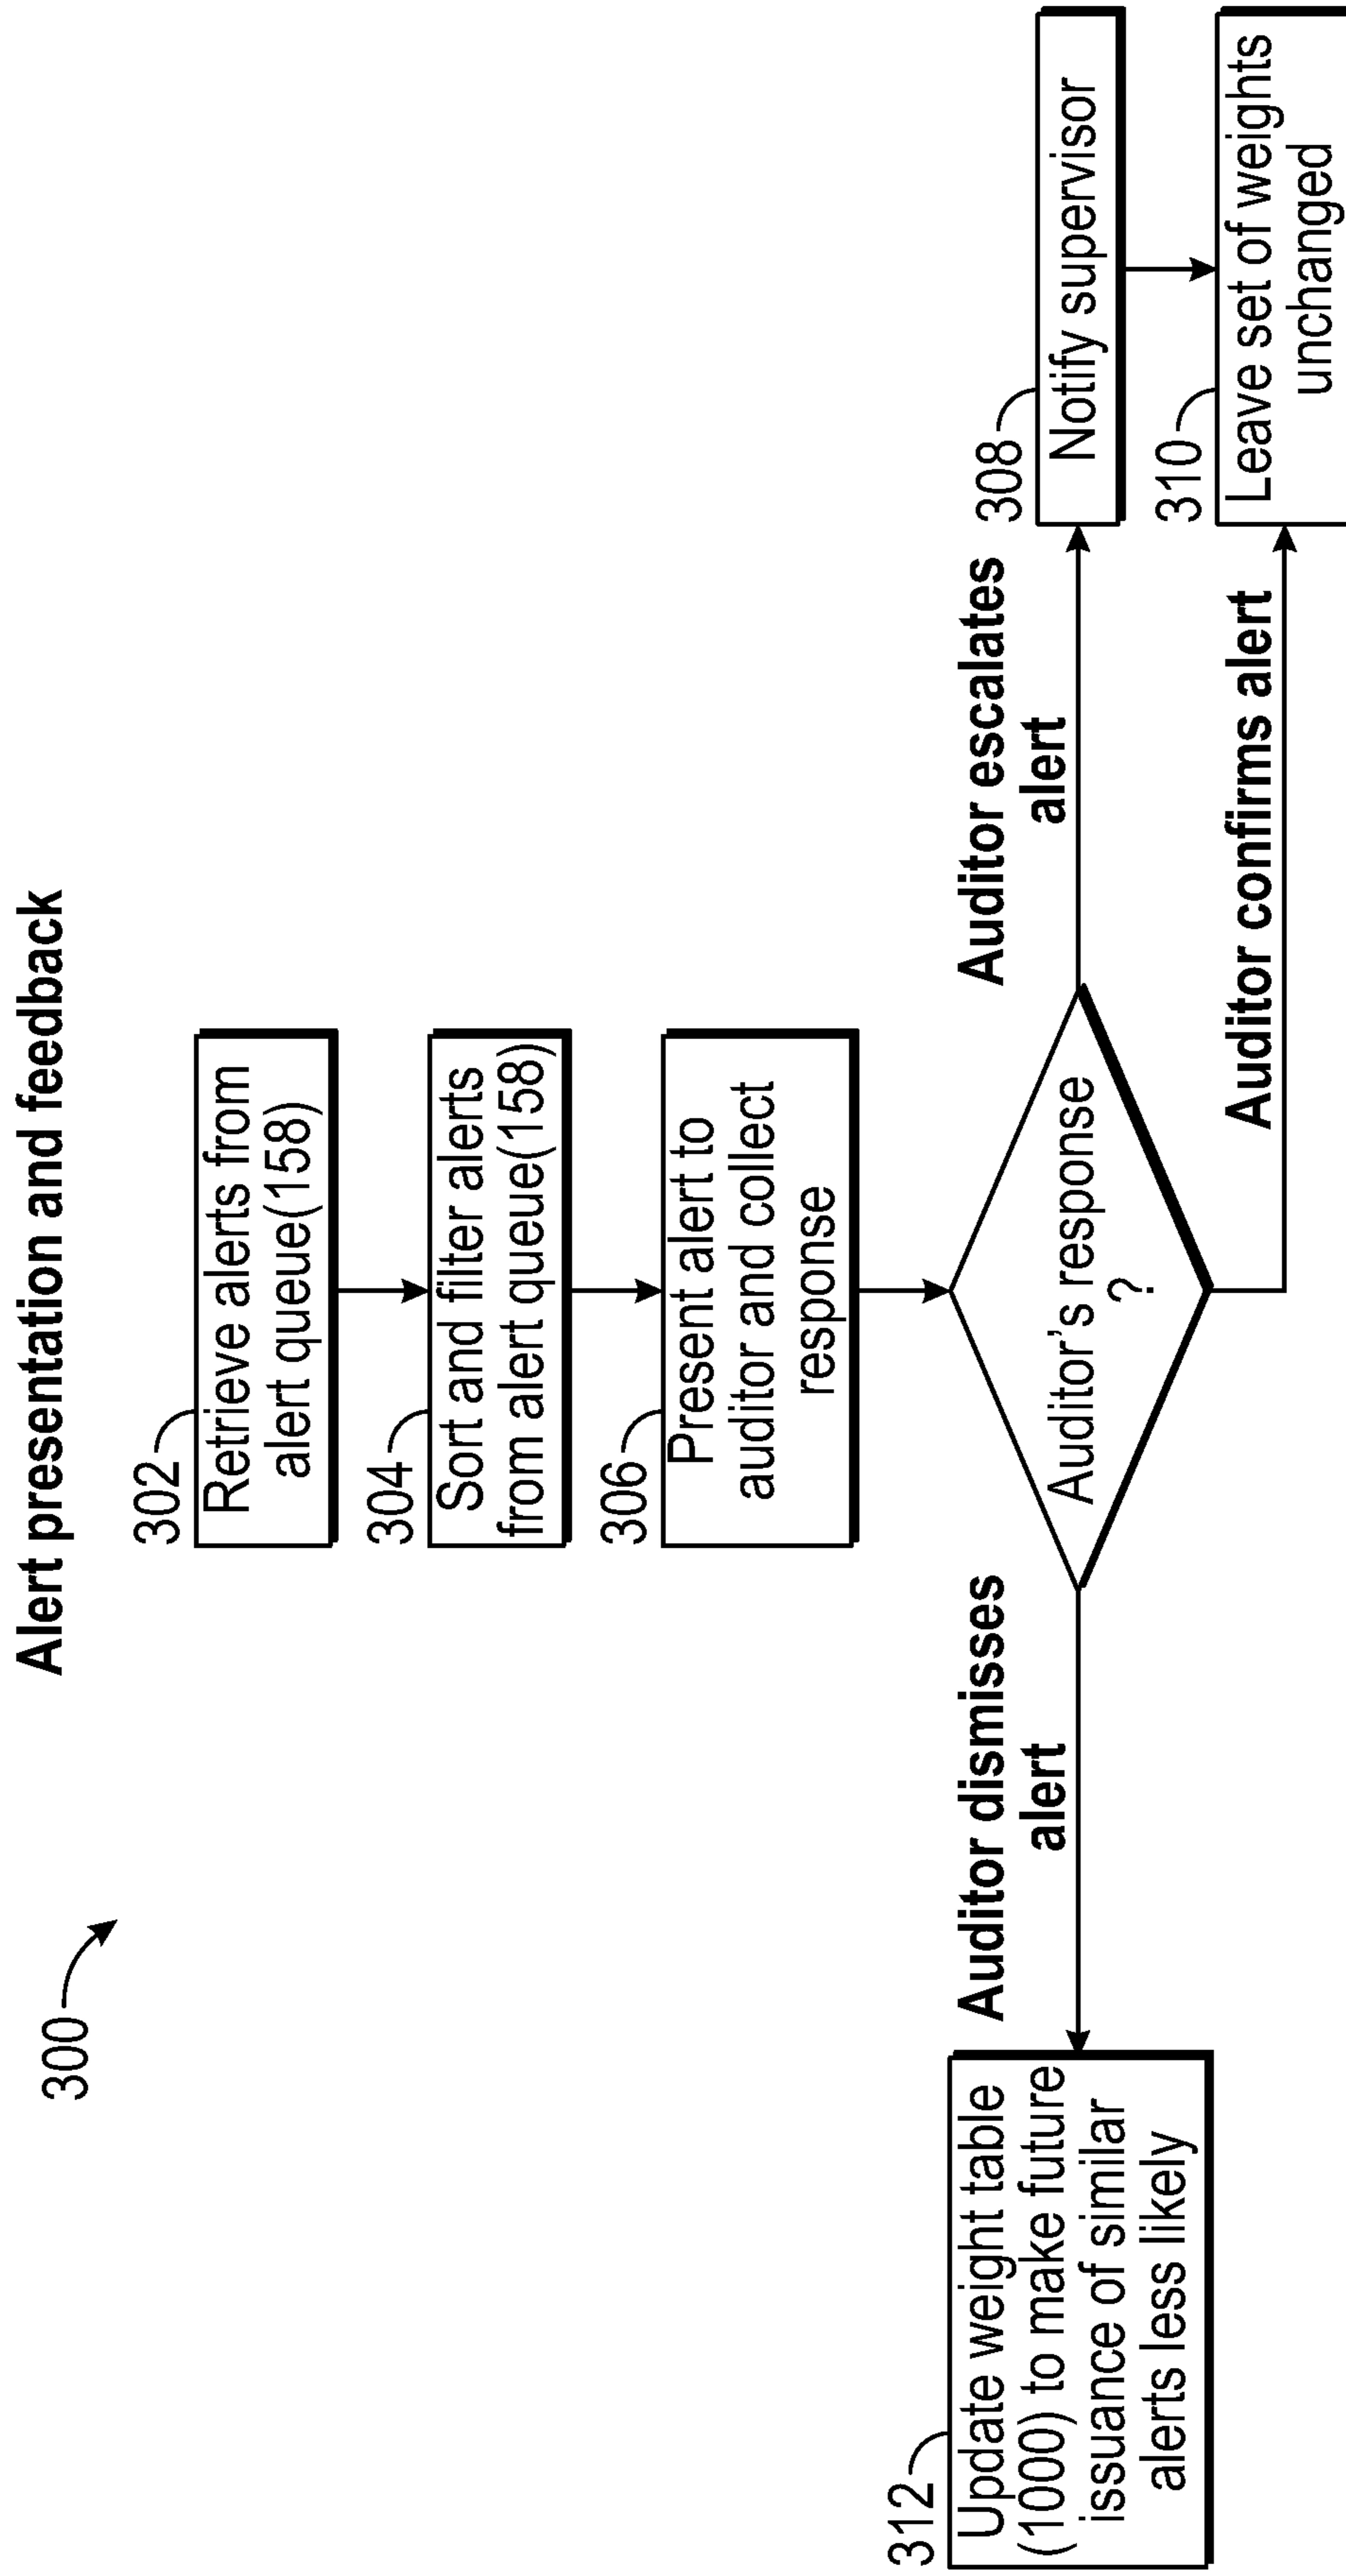 Alert presentation and feedback
300
302
Retrieve alerts from
alert queue(158)
304
Sort and filter alerts
from alert queue(158)
306
Present alert to
auditor and collect
response
Auditor's response
?
Auditor dismisses
alert
312
Update weight table
(1000) to make future
issuance of similar
alerts less likely
Auditor escalates
alert
308
Notify supervisor
Auditor confirms alert
310
Leave set of weights
unchanged